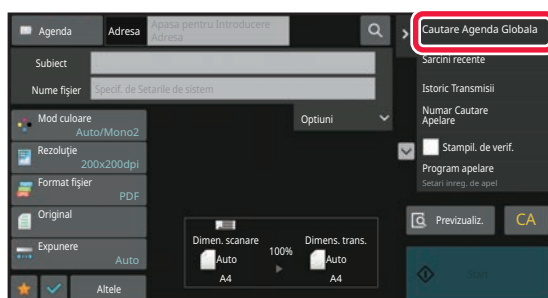 Agenda
Adresa
Apasa pentru Introducere
Adresa
Cautare Agenda Globala
Subiect
Sarcini recente
Nume fișier
Specif. de Setarile de sistem
Istoric Transmisii
Mod culoare
Auto/Mono2
Optiuni
Numar Cautare
Apelare
Rezoluție
200x200dpi
Stampil. de verif.
Format fișier
PDF
Program apelare
Setari inreg. de apel
Original
Previzualiz.
CA
Expunere
Auto
Dimen. scanare
100%
Dimens. trans.
Auto
Auto
A4
A4
Start
Altele